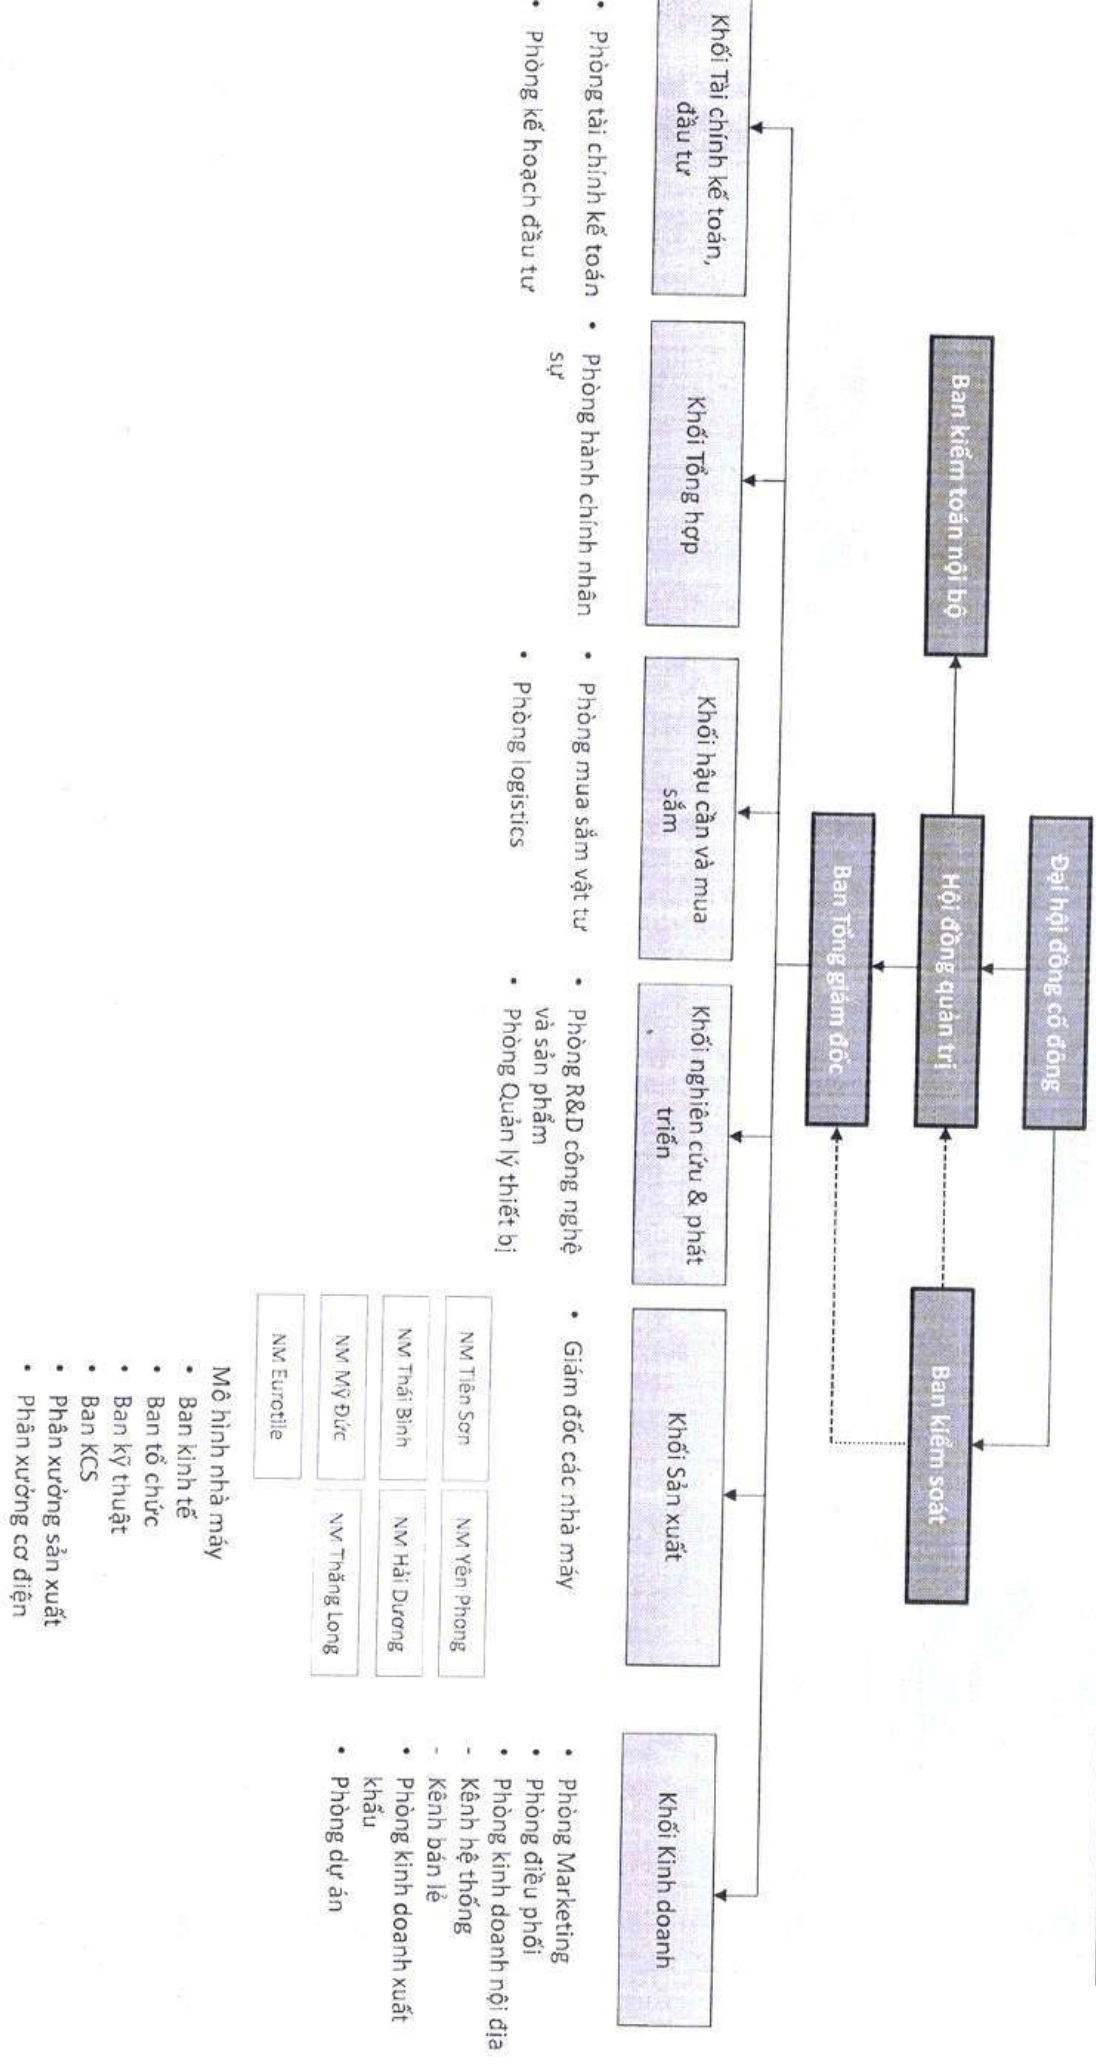 Đại hội đồng cổ đông
Ban kiểm toán nội bộ
Hội đồng quản trị
Ban kiểm soát
Ban Tổng giám đốc
Khối Tài chính kế toán,
đầu tư
Khối Tổng hợp
Khối hậu cần và mua
sắm
Khối nghiên cứu & phát
triển
Khối Sản xuất
Khối Kinh doanh
• Phòng tài chính kế toán
• Phòng kế hoạch đầu tư
• Phòng hành chính nhân
sự
• Phòng mua sắm vật tư
• Phòng logistics
• Phòng R&D công nghệ
và sản phẩm
• Phòng Quản lý thiết bị
• Giám đốc các nhà máy
NM Tiên Sơn
NM Yên Phong
NM Thái Bình
NM Hải Dương
NM Mỹ Đức
NM Thăng Long
NM Eurotile
Mô hình nhà máy
• Ban kinh tế
• Ban tổ chức
• Ban kỹ thuật
• Ban KCS
• Phân xưởng sản xuất
• Phân xưởng cơ điện
• Phòng Marketing
• Phòng điều phối
• Phòng kinh doanh nội địa
- Kênh hệ thống
- Kênh bán lẻ
• Phòng kinh doanh xuất
khẩu
• Phòng dự án